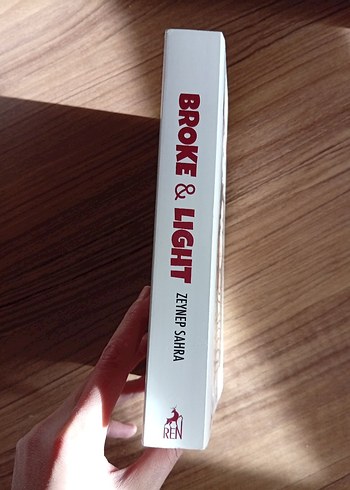 BROKE & LIGHT
ZEYNEP SAHRA
REN